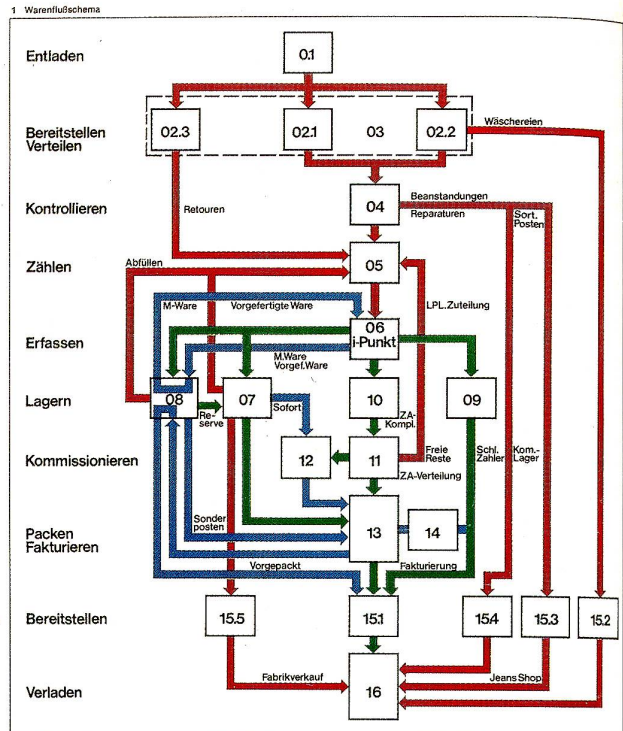 1 Warenflußschema
Entladen
0.1
Bereitstellen
Verteilen
02.3
02.1
03
02.2
Wäschereien
Kontrollieren
Retouren
04
Beanstandungen
Reparaturen
Sort.
Posten
Zählen
Abfüllen
05
M-Ware
Vorgefertigte Ware
LPL.Zuteilung
Erfassen
06
i-Punkt
M.Ware
Vorgef.Ware
Lagern
08
Re-
serve
07
Sofort
10
ZA-
Kompl.
09
Kommissionieren
12
11
Freie
Reste
Schl.
Zahler
Kom.-
Lager
ZA-Verteilung
Packen
Fakturieren
Sonder
posten
13
14
Vorgepackt
Fakturierung
Bereitstellen
15.5
15.1
15.4
15.3
15.2
Verladen
Fabrikverkauf
16
Jeans Shop